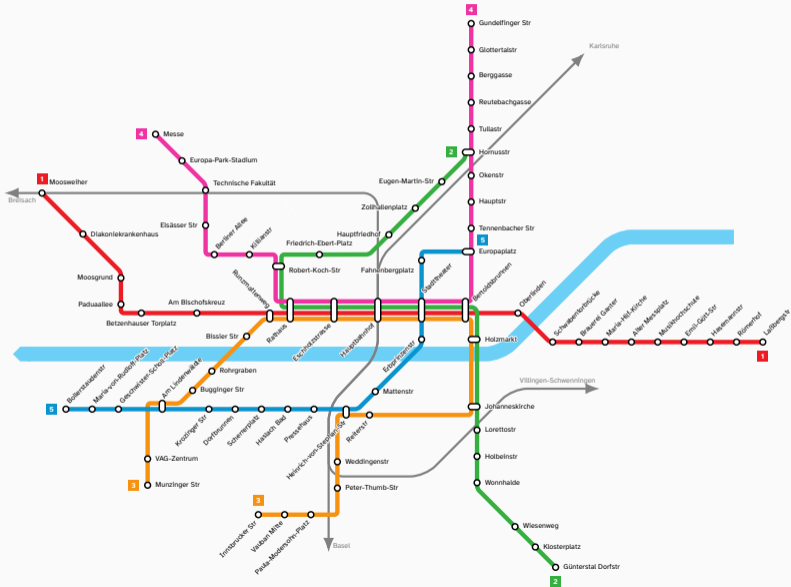 4
Gundelfinger Str
Karlsruhe
Glottertalstr
Berggasse
Reutebachgasse
Tullastr
4
Messe
2
Hornusstr
Europa-Park-Stadium
Okenstr
1
Moosweiher
Technische Fakultät
Eugen-Martin-Str
Breisach
Hauptstr
Zollhallenplatz
Elsässer Str
Tennenbacher Str
Diakoniekrankenhaus
Berliner Allee
Killianstr
Hauptfriedhof
5
Friedrich-Ebert-Platz
Europaplatz
Moosgrund
Runzmattenweg
Robert-Koch-Str
Fahnenbergplatz
Stadttheater
Bertoldsbrunnen
Paduaallee
Am Bischofskreuz
Oberlinden
Betzenhauser Torplatz
Rathaus
Eschholzstrasse
Hauptbahnhof
Schwabentorbrücke
Brauerei Ganter
Maria-Hilf-Kirche
Alter Messplatz
Musikhochschule
Emil-Gött-Str
Hasemannstr
Römerhof
Laßbergstr
Bissier Str
Holzmarkt
1
Erbprinzenstr
Rohrgraben
Villingen-Schwenningen
Bollerstaudenstr
Maria-von-Rudloff-Platz
Geschwister-Scholl-Platz
Am Lindenwäldle
Bugginger Str
Mattenstr
5
Krozinger Str
Dorfbrunnen
Scherrerplatz
Haslach Bad
Pressehaus
Heinrich-von-Stephan-Str
Reiterstr
Johanneskirche
Lorettostr
VAG-Zentrum
Weddingenstr
Holbeinstr
3
Munzinger Str
Peter-Thumb-Str
Wonnhalde
3
Innsbrucker Str
Vauban Mitte
Paula-Modersohn-Platz
Wiesenweg
Basel
Klosterplatz
Günterstal Dorfstr
2